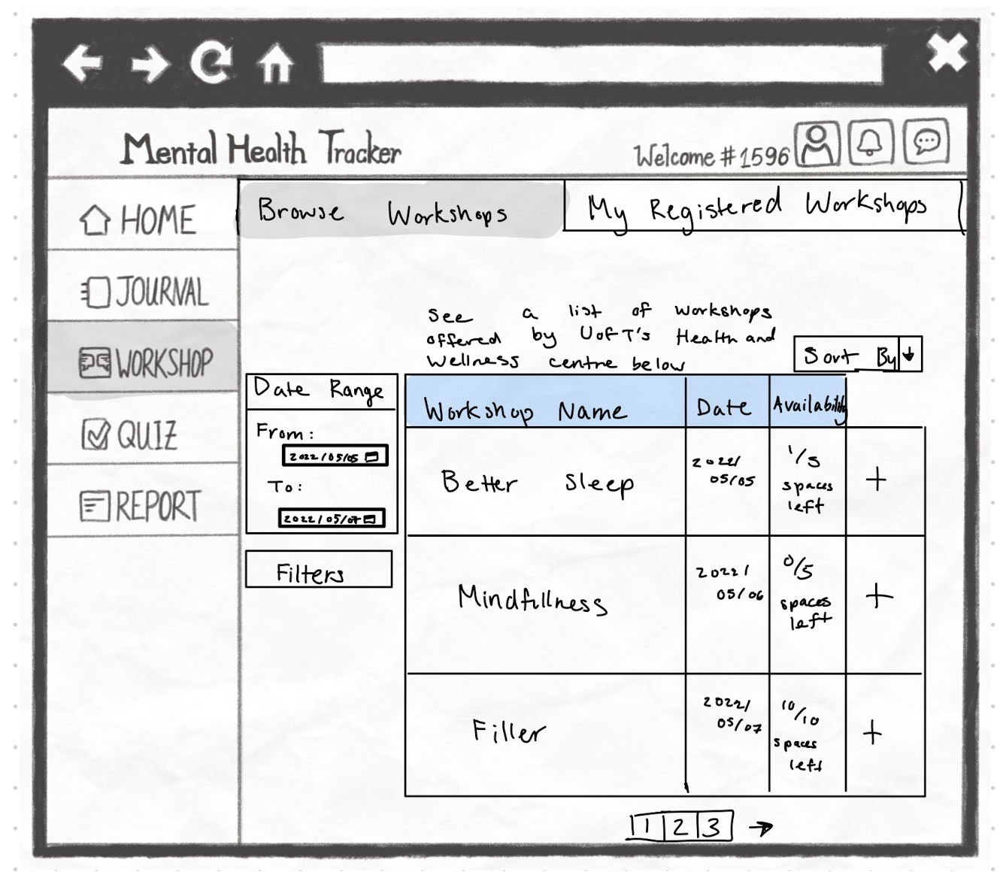 Mental Health Tracker
Welcome #1596
HOME
JOURNAL
WORKSHOP
QUIZ
REPORT
Browse Workshops
My Registered Workshops
see a list of workshops
offered by UofT's Health and
Wellness centre below
Sort By
Date Range
From:
2022/05/05
To:
2022/05/07
Filters
Workshop Name Date Availability
Better Sleep
2022/
05/05
1/5
spaces
left
+
Mindfullness
2022/
05/06
0/5
spaces
left
+
Filler
2022/
05/07
10/10
spaces
left
+
1 2 3